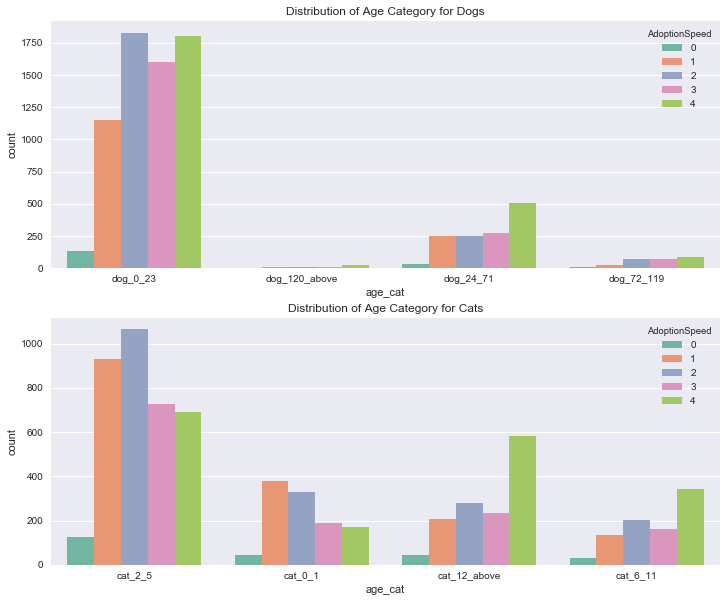 Distribution of Age Category for Dogs
AdoptionSpeed
0
1
2
3
4
1750
1500
1250
1000
750
500
250
0
count
dog_0_23 dog_120_above dog_24_71 dog_72_119
age_cat
Distribution of Age Category for Cats
AdoptionSpeed
0
1
2
3
4
1000
800
600
400
200
0
count
cat_2_5 cat_0_1 cat_12_above cat_6_11
age_cat